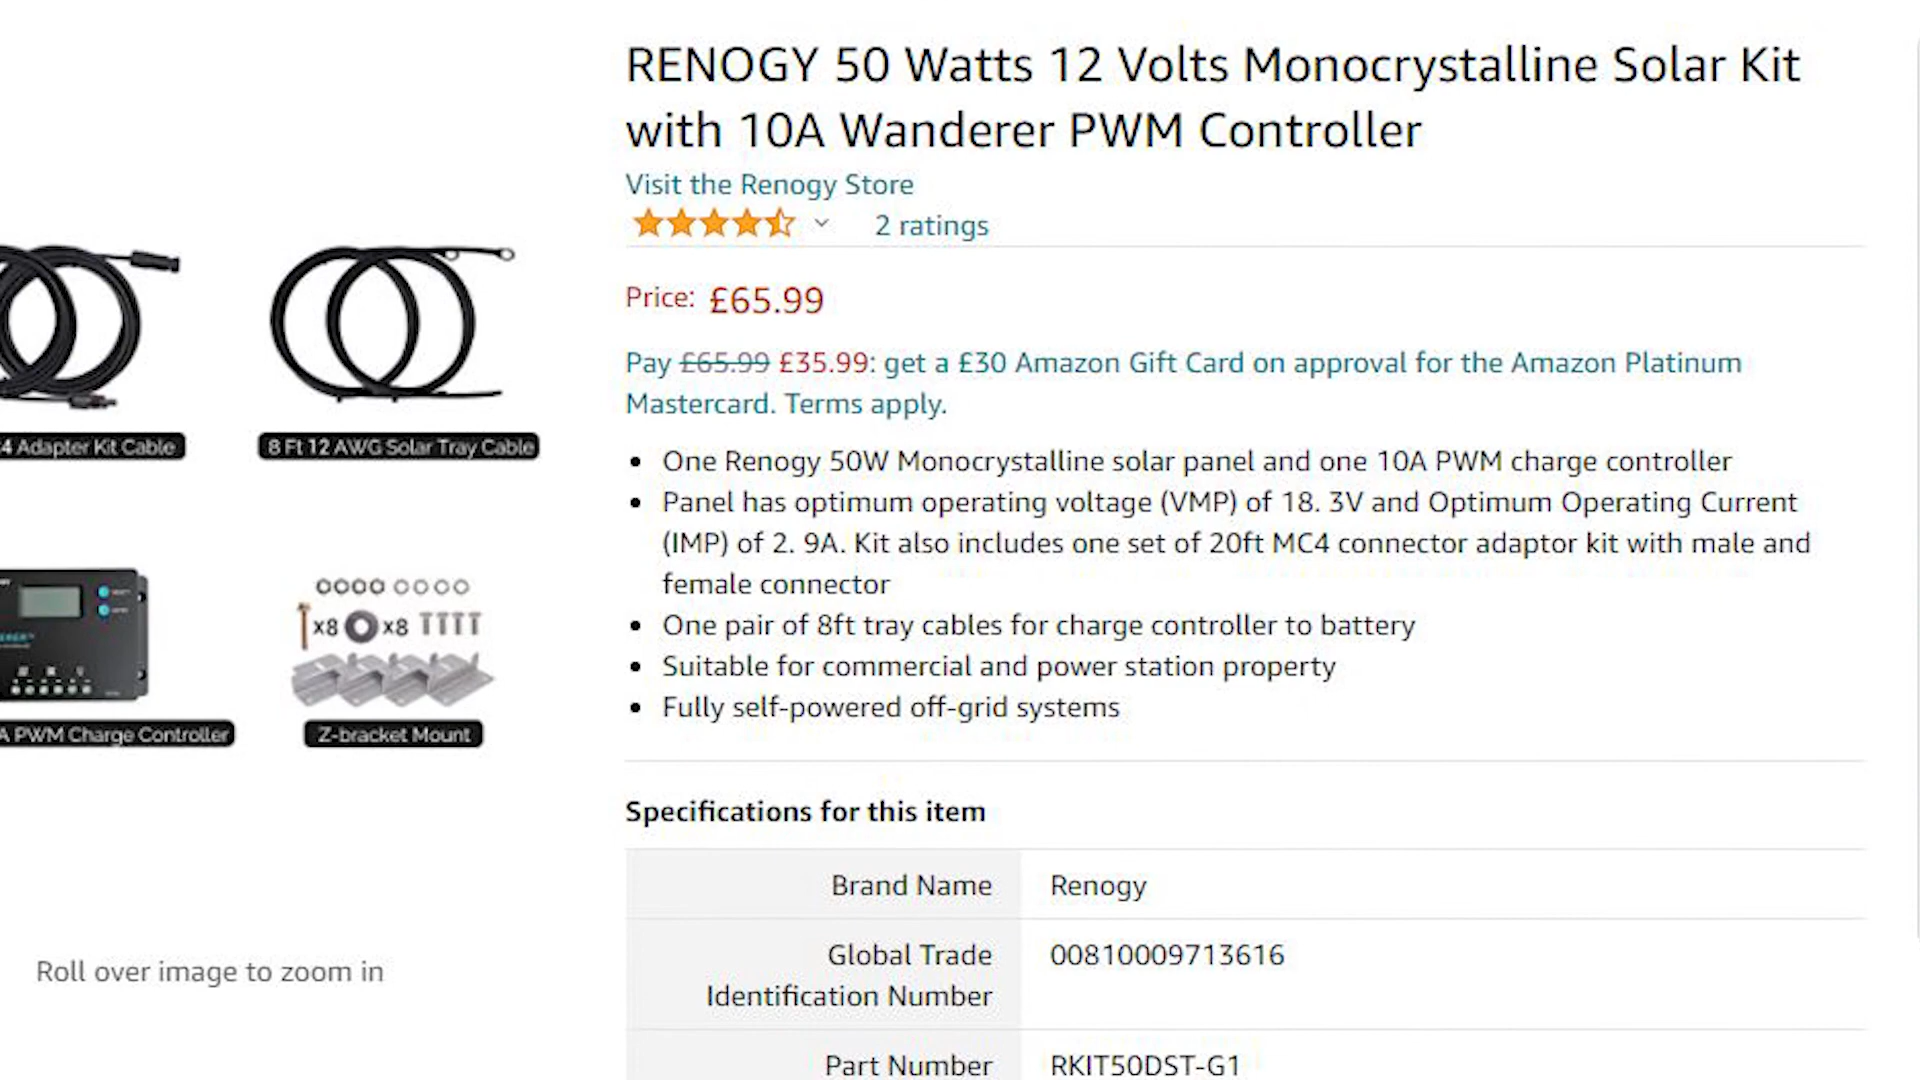 RENOGY 50 Watts 12 Volts Monocrystalline Solar Kit
with 10A Wanderer PWM Controller
Visit the Renogy Store
2 ratings
Price: £65.99
Pay £65.99 £35.99: get a £30 Amazon Gift Card on approval for the Amazon Platinum
Mastercard. Terms apply.
• One Renogy 50W Monocrystalline solar panel and one 10A PWM charge controller
• Panel has optimum operating voltage (VMP) of 18. 3V and Optimum Operating Current
(IMP) of 2. 9A. Kit also includes one set of 20ft MC4 connector adaptor kit with male and
female connector
• One pair of 8ft tray cables for charge controller to battery
• Suitable for commercial and power station property
• Fully self-powered off-grid systems
Specifications for this item
Brand Name Renogy
Global Trade 00810009713616
Identification Number
Part Number RKIT50DST-G1
4 Adapter Kit Cable
8 Ft 12 AWG Solar Tray Cable
x8 x8
A PWM Charge Controller
Z-bracket Mount
Roll over image to zoom in